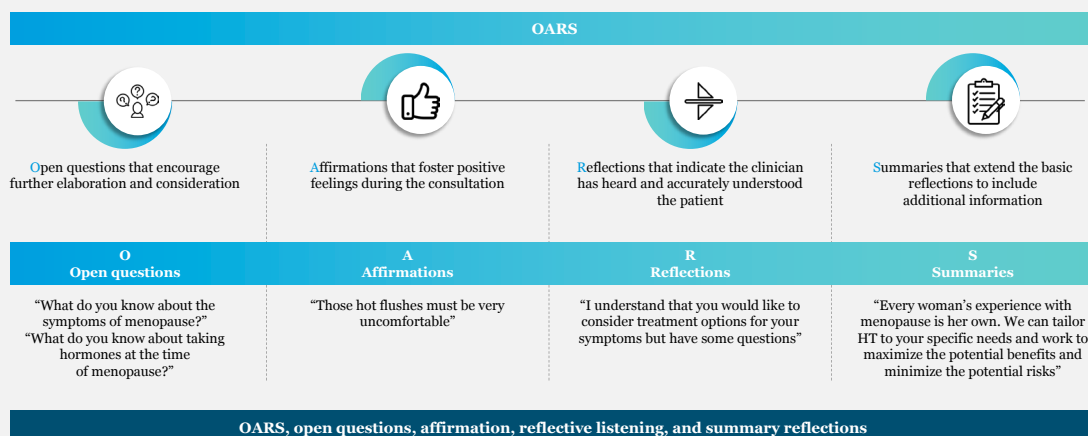 OARS
Open questions that encourage
further elaboration and consideration
Affirmations that foster positive
feelings during the consultation
Reflections that indicate the clinician
has heard and accurately understood
the patient
Summaries that extend the basic
reflections to include
additional information
O
Open questions
A
Affirmations
R
Reflections
S
Summaries
“What do you know about the
symptoms of menopause?”
“What do you know about taking
hormones at the time
of menopause?”
“Those hot flushes must be very
uncomfortable”
“I understand that you would like to
consider treatment options for your
symptoms but have some questions”
“Every woman’s experience with
menopause is her own. We can tailor
HT to your specific needs and work to
maximize the potential benefits and
minimize the potential risks”
OARS, open questions, affirmation, reflective listening, and summary reflections